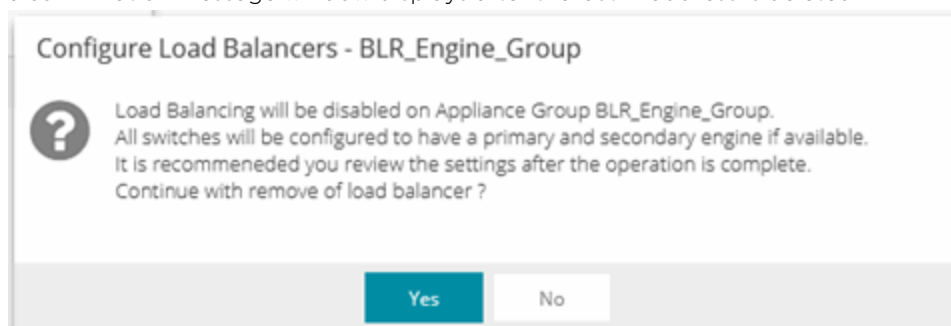 Configure Load Balancers - BLR_Engine_Group
?
Load Balancing will be disabled on Appliance Group BLR_Engine_Group.
All switches will be configured to have a primary and secondary engine if available.
It is recommeneded you review the settings after the operation is complete.
Continue with remove of load balancer ?
Yes No